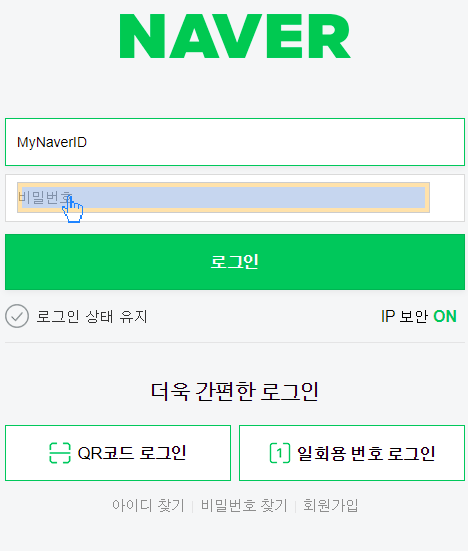 NAVER
MyNaverID
비밀번호
로그인
로그인 상태 유지 IP 보안 ON
더욱 간편한 로그인
QR코드 로그인 1 일회용 번호 로그인
아이디 찾기 | 비밀번호 찾기 | 회원가입